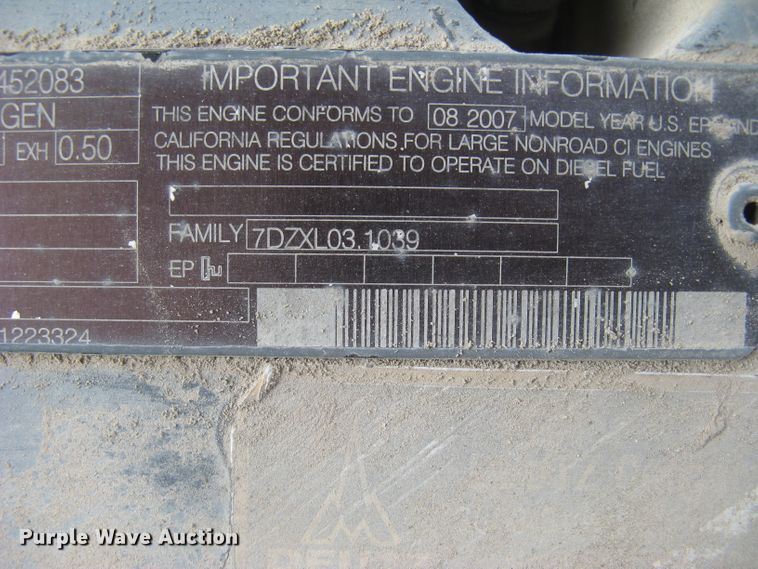 452083
IMPORTANT ENGINE INFORMATION
GEN
THIS ENGINE CONFORMS TO 08 2007 MODEL YEAR U.S. EPA AND
CALIFORNIA REGULATIONS FOR LARGE NONROAD CI ENGINES
EXH 0.50
THIS ENGINE IS CERTIFIED TO OPERATE ON DIESEL FUEL
FAMILY 7DZXL03.1039
EP
1223324
DEUTZ
Purple Wave Auction